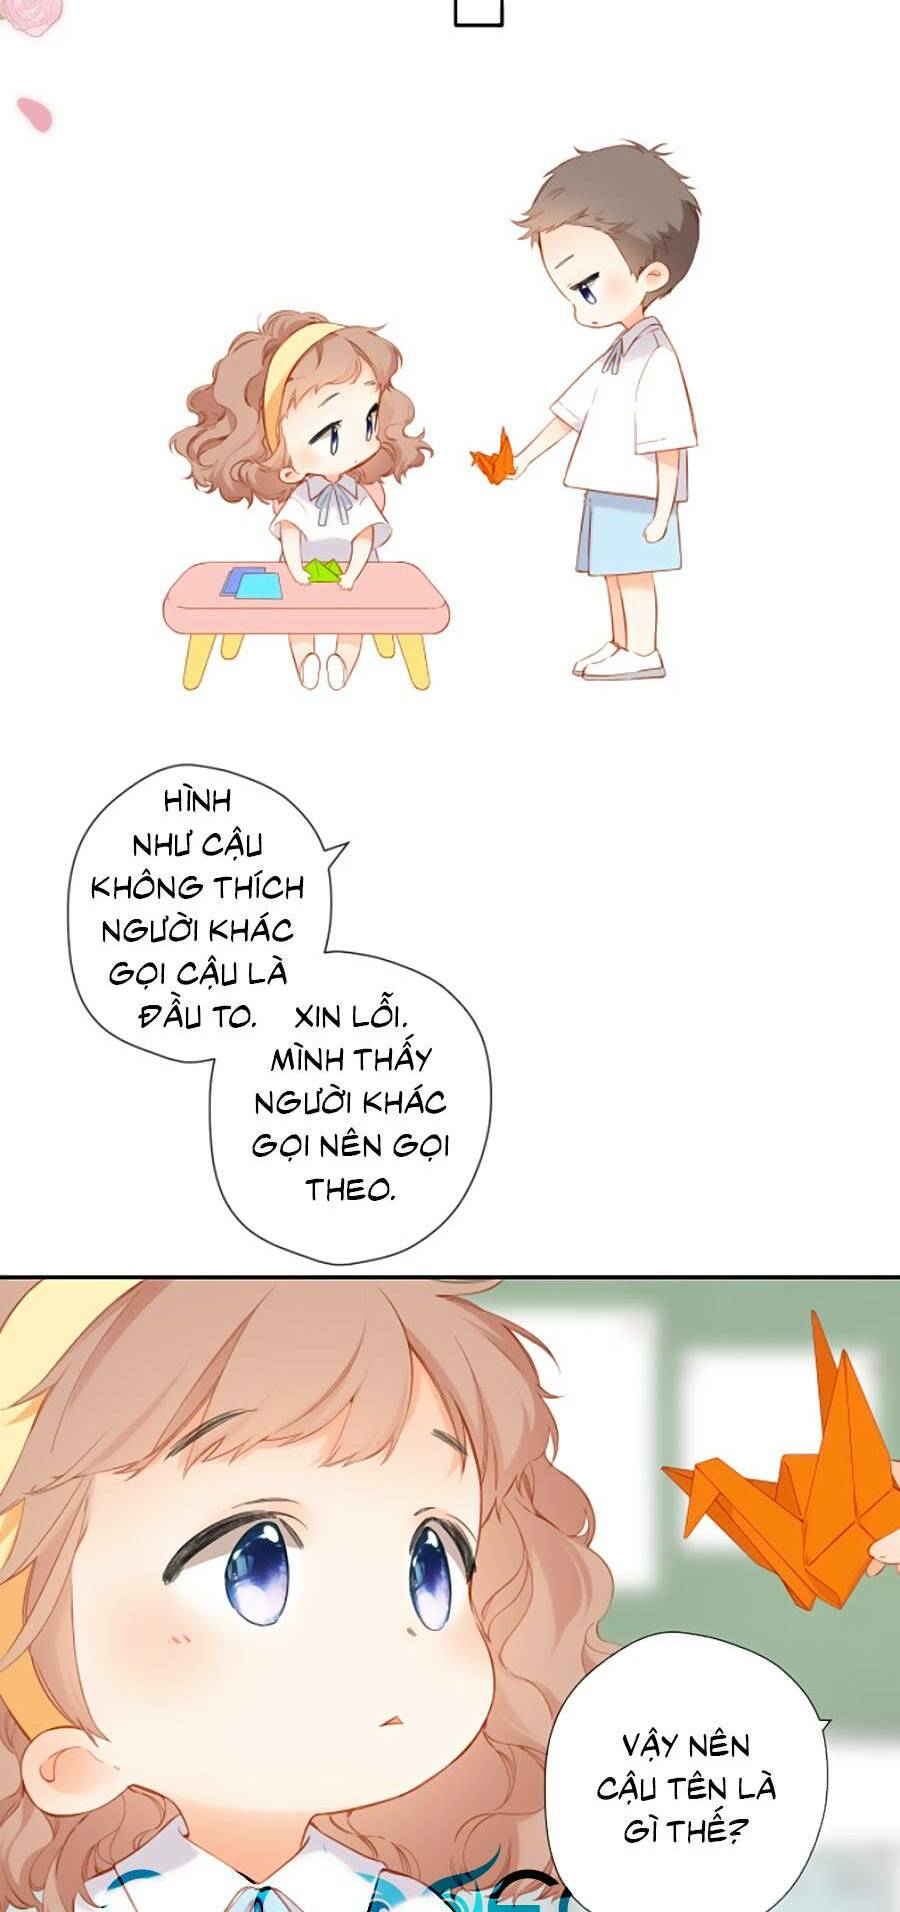 HÌNH
NHƯ CẬU
KHÔNG THÍCH
NGƯỜI KHÁC
GỌI CẬU LÀ
ĐẦU TO.
XIN LỖI.
MÌNH THẤY
NGƯỜI KHÁC
GỌI NÊN GỌI
THEO.
VẬY NÊN
CẬU TÊN LÀ
GÌ THẾ?